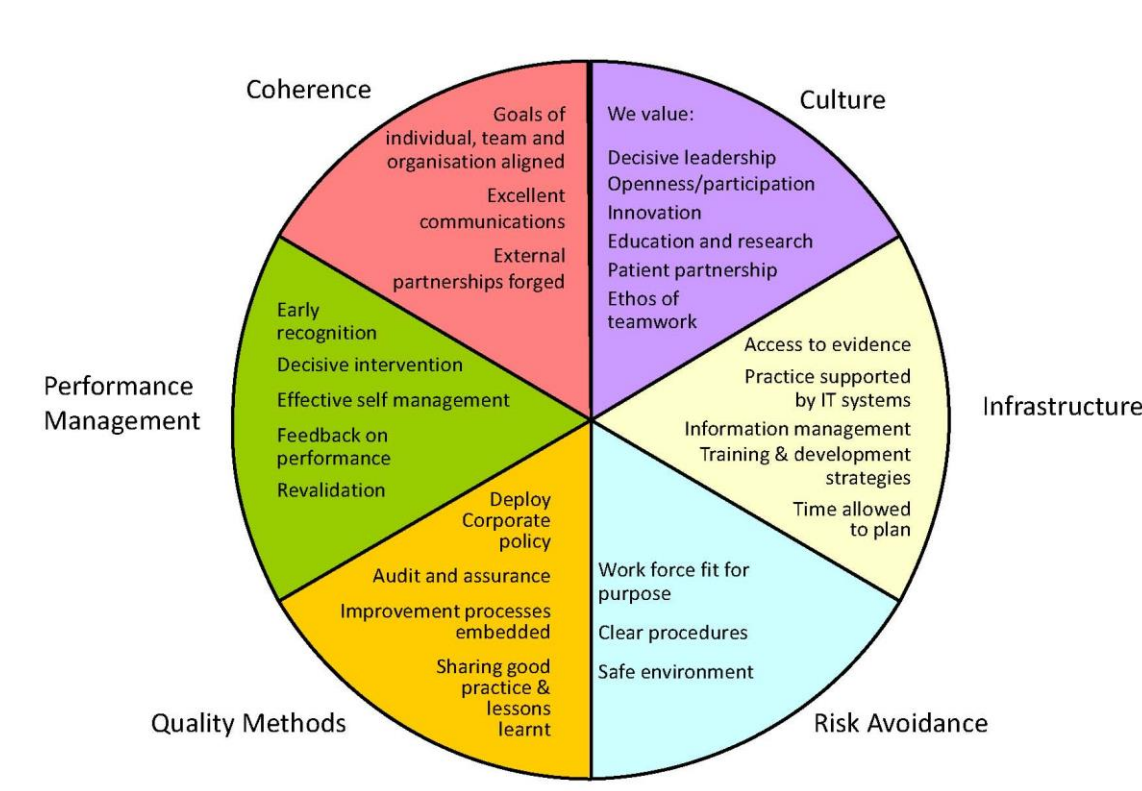 Coherence
Goals of
individual, team and
organisation aligned
Excellent
communications
External
partnerships forged
Culture
We value:
Decisive leadership
Openness/participation
Innovation
Education and research
Patient partnership
Ethos of
teamwork
Infrastructure
Access to evidence
Practice supported
by IT systems
Information management
Training & development
strategies
Time allowed
to plan
Risk Avoidance
Work force fit for
purpose
Clear procedures
Safe environment
Quality Methods
Deploy
Corporate
policy
Audit and assurance
Improvement processes
embedded
Sharing good
practice &
lessons
learnt
Performance
Management
Early
recognition
Decisive intervention
Effective self management
Feedback on
performance
Revalidation